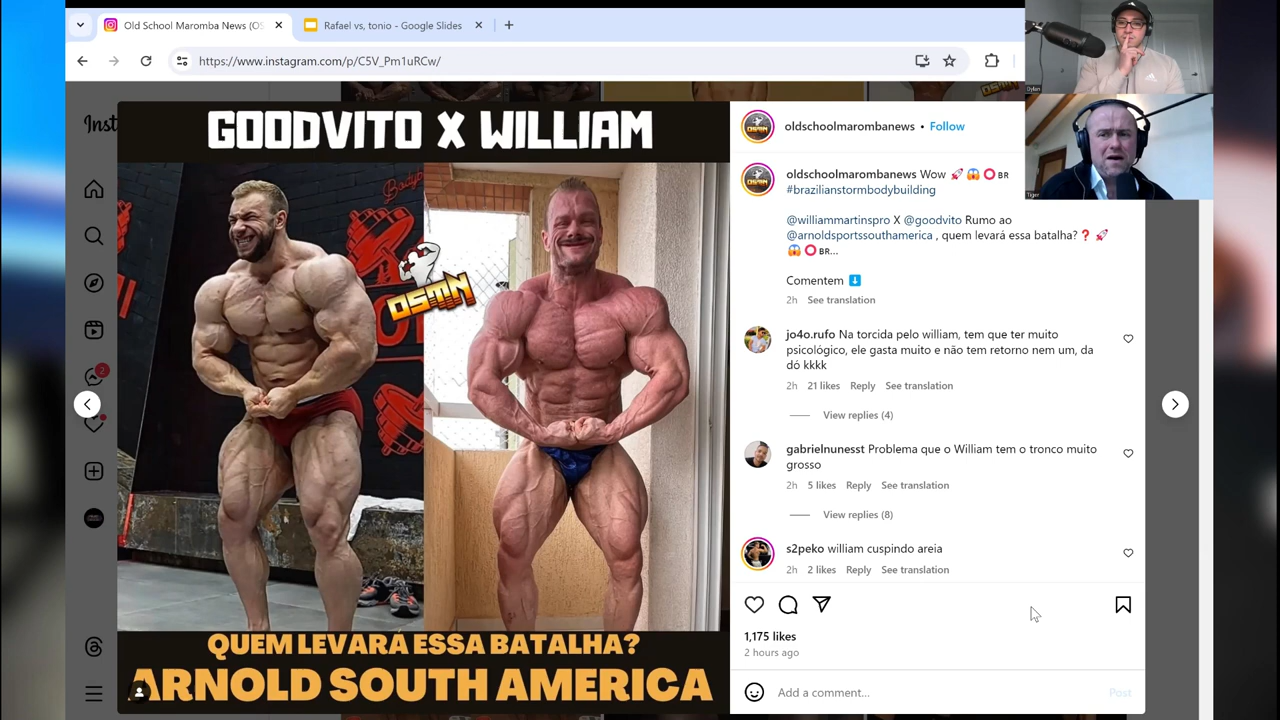 Old School Maromba News (OS
Rafael vs, tonio - Google Slides
https://www.instagram.com/p/C5V_Pm1uRCw/
Inst
2
GOODVITO X WILLIAM
OSMN
QUEM LEVARÁ ESSA BATALHA?
ARNOLD SOUTH AMERICA
oldschoolmarombanews • Follow
oldschoolmarombanews Wow 🚀 😱 ⭕ BR
#brazilianstormbodybuilding
@williammartinspro X @goodvito Rumo ao
@arnoldsportssouthamerica , quem levará essa batalha?❓ 🚀
😱 ⭕ BR...
Comentem ⬇️
2h See translation
jo4o.rufo Na torcida pelo william, tem que ter muito
psicológico, ele gasta muito e não tem retorno nem um, da
dó kkkk
2h 21 likes Reply See translation
View replies (4)
gabrielnunesst Problema que o William tem o tronco muito
grosso
2h 5 likes Reply See translation
View replies (8)
s2peko william cuspindo areia
2h 2 likes Reply See translation
1,175 likes
2 hours ago
Add a comment...
Post
Dylan
Tiger